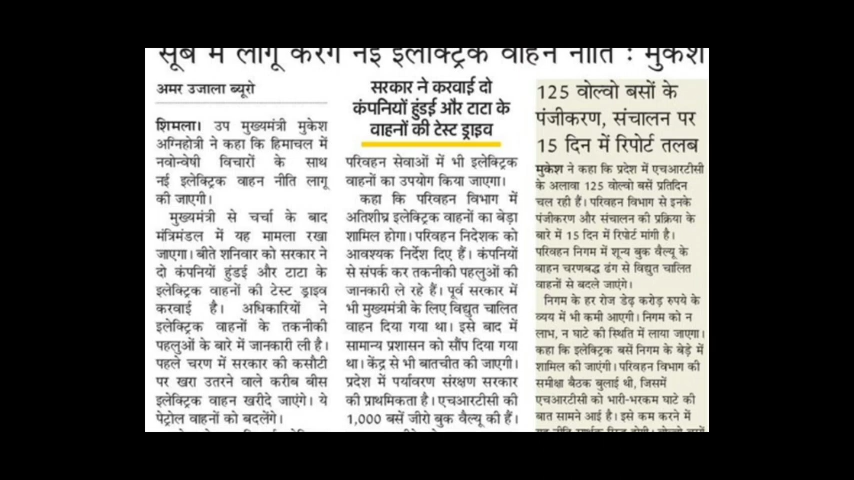 सूबे में लागू करेंगे नई इलेक्ट्रिक वाहन नीति : मुकेश
अमर उजाला ब्यूरो
शिमला। उप मुख्यमंत्री मुकेश
अग्निहोत्री ने कहा कि हिमाचल में
नवोन्वेषी विचारों के साथ
नई इलेक्ट्रिक वाहन नीति लागू
की जाएगी।
मुख्यमंत्री से चर्चा के बाद
मंत्रिमंडल में यह मामला रखा
जाएगा। बीते शनिवार को सरकार ने
दो कंपनियों हुंडई और टाटा के
इलेक्ट्रिक वाहनों की टेस्ट ड्राइव
करवाई है। अधिकारियों ने
इलेक्ट्रिक वाहनों के तकनीकी
पहलुओं के बारे में जानकारी ली है।
पहले चरण में सरकार की कसौटी
पर खरा उतरने वाले करीब बीस
इलेक्ट्रिक वाहन खरीदे जाएंगे। ये
पेट्रोल वाहनों को बदलेंगे।
सरकार ने करवाई दो
कंपनियों हुंडई और टाटा के
वाहनों की टेस्ट ड्राइव
परिवहन सेवाओं में भी इलेक्ट्रिक
वाहनों का उपयोग किया जाएगा।
कहा कि परिवहन विभाग में
अतिशीघ्र इलेक्ट्रिक वाहनों का बेड़ा
शामिल होगा। परिवहन निदेशक को
आवश्यक निर्देश दिए हैं। कंपनियों
से संपर्क कर तकनीकी पहलुओं की
जानकारी ले रहे हैं। पूर्व सरकार में
भी मुख्यमंत्री के लिए विद्युत चालित
वाहन दिया गया था। इसे बाद में
सामान्य प्रशासन को सौंप दिया गया
था। केंद्र से भी बातचीत की जाएगी।
प्रदेश में पर्यावरण संरक्षण सरकार
की प्राथमिकता है। एचआरटीसी की
1,000 बसें जीरो बुक वैल्यू की हैं।
125 वोल्वो बसों के
पंजीकरण, संचालन पर
15 दिन में रिपोर्ट तलब
मुकेश ने कहा कि प्रदेश में एचआरटीसी
के अलावा 125 वोल्वो बसें प्रतिदिन
चल रही हैं। परिवहन विभाग से इनके
पंजीकरण और संचालन की प्रक्रिया के
बारे में 15 दिन में रिपोर्ट मांगी है।
परिवहन निगम में शून्य बुक वैल्यू के
वाहन चरणबद्ध ढंग से विद्युत चालित
वाहनों से बदले जाएंगे।
निगम के हर रोज डेढ़ करोड़ रुपये के
व्यय में भी कमी आएगी। निगम को न
लाभ, न घाटे की स्थिति में लाया जाएगा।
कहा कि इलेक्ट्रिक बसें निगम के बेड़े में
शामिल की जाएंगी। परिवहन विभाग की
समीक्षा बैठक बुलाई थी, जिसमें
एचआरटीसी को भारी-भरकम घाटे की
बात सामने आई है। इसे कम करने में